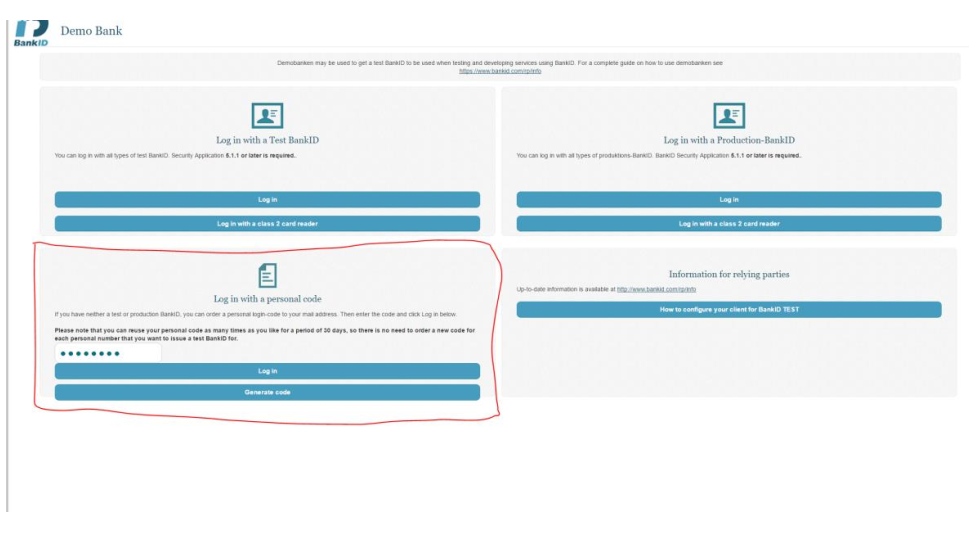 BankID
Demo Bank
Demobanken may be used to get a test BankID to be used when testing and developing services using BankID. For a complete guide on how to use demobanken see
https://www.bankid.com/rp/info
Log in with a Test BankID
You can log in with all types of test BankID. Security Application 5.1.1 or later is required.
Log in
Log in with a class 2 card reader
Log in with a Production-BankID
You can log in with all types of produktions-BankID. BankID Security Application 5.1.1 or later is required.
Log in
Log in with a class 2 card reader
Log in with a personal code
If you have neither a test or production BankID, you can order a personal login-code to your mail address. Then enter the code and click Log in below.
Please note that you can reuse your personal code as many times as you like for a period of 30 days, so there is no need to order a new code for
each personal number that you want to issue a test BankID for.
Log in
Generate code
Information for relying parties
Up-to-date information is available at http://www.bankid.com/rp/info
How to configure your client for BankID TEST